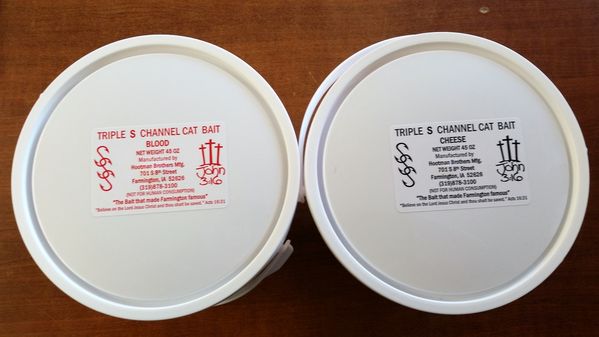 TRIPLE S CHANNEL CAT BAIT
BLOOD
NET WEIGHT 45 OZ
Manufactured by
Hootman Brothers Mfg.
701 S 8th Street
Farmington, IA 52626
(319)878-3100
(NOT FOR HUMAN CONSUMPTION)
"The Bait that made Farmington famous"
"Believe on the Lord Jesus Christ and thou shalt be saved." Acts 16:31
SSS
John
3:16
TRIPLE S CHANNEL CAT BAIT
CHEESE
NET WEIGHT 45 OZ
Manufactured by
Hootman Brothers Mfg.
701 S 8th Street
Farmington, IA 52626
(319)878-3100
(NOT FOR HUMAN CONSUMPTION)
"The Bait that made Farmington famous"
"Believe on the Lord Jesus Christ and thou shalt be saved." Acts 16:31
SSS
John
3:16